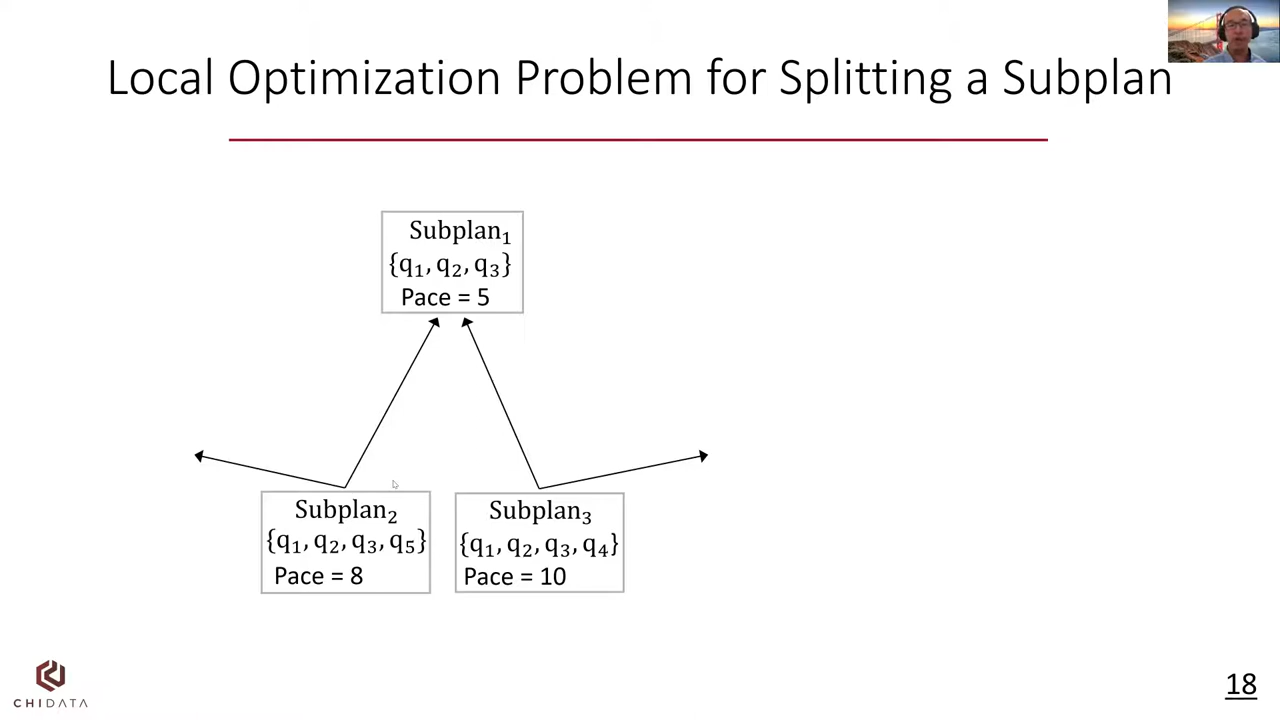 Local Optimization Problem for Splitting a Subplan
Subplan₁
{q₁, q₂, q₃}
Pace = 5
Subplan₂
{q₁, q₂, q₃, q₅}
Pace = 8
Subplan₃
{q₁, q₂, q₃, q₄}
Pace = 10
CHIDATA
18